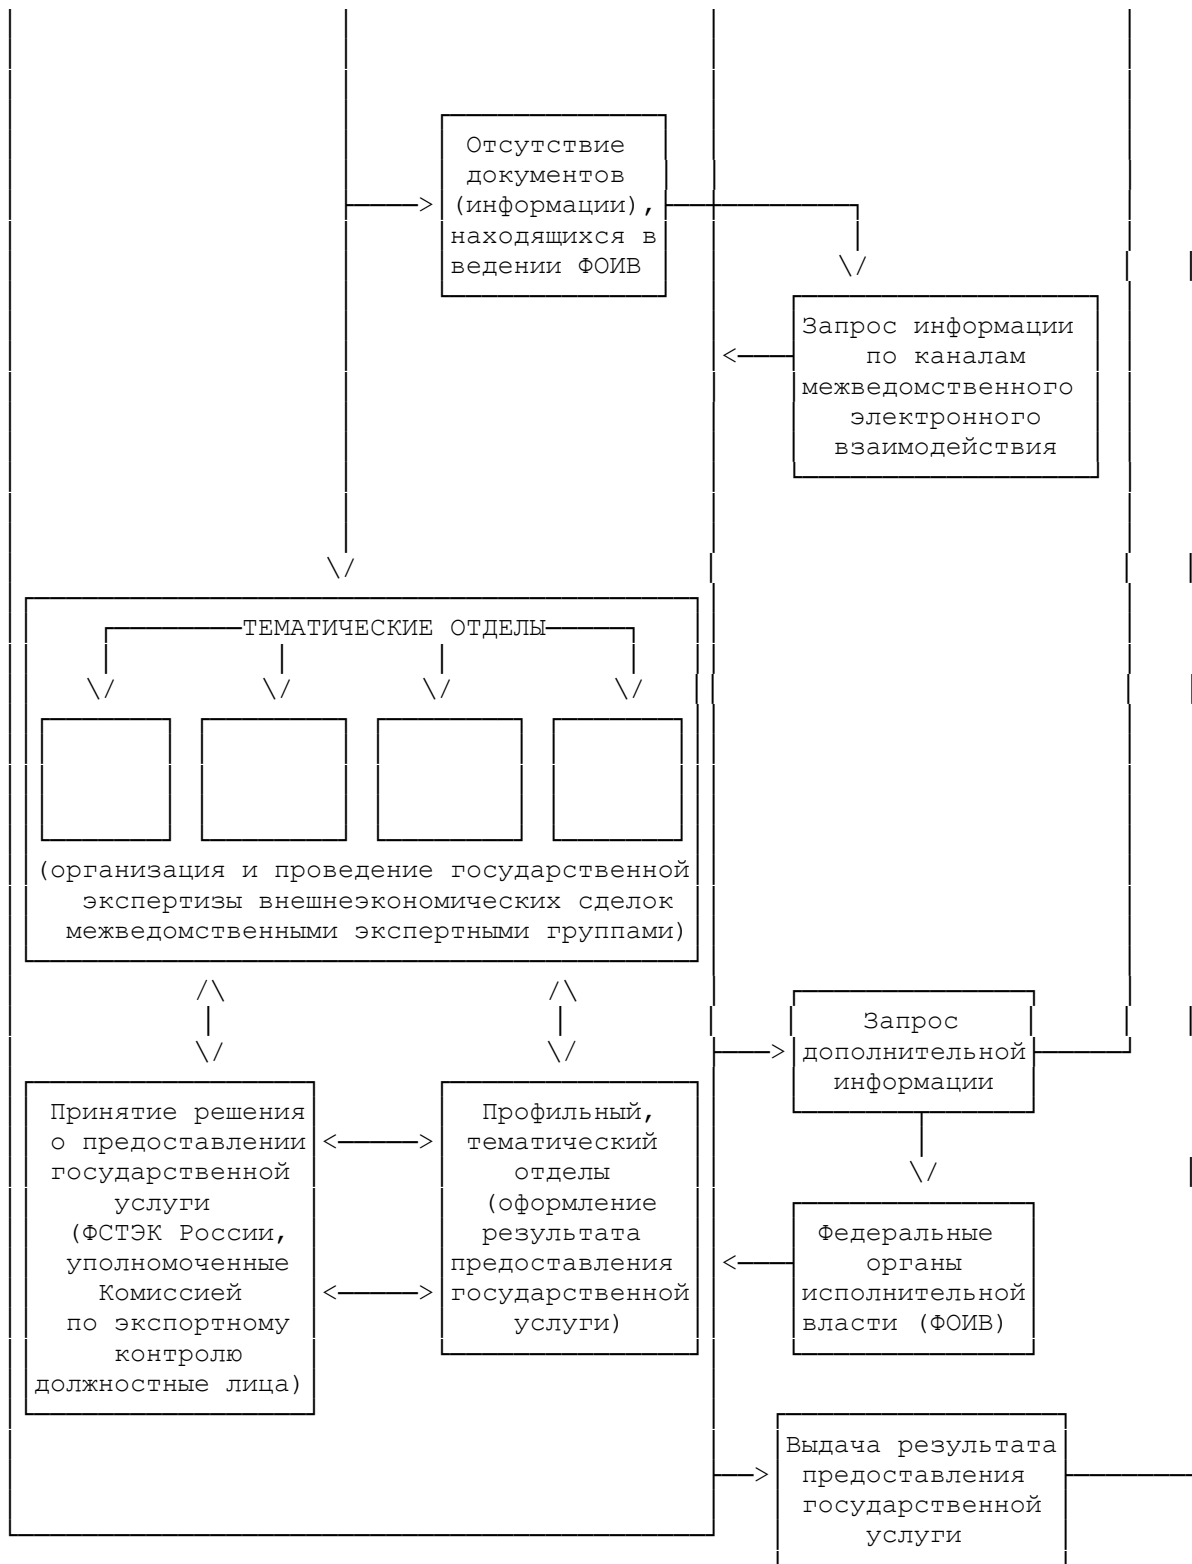 Отсутствие
документов
(информации),
находящихся в
ведении ФОИВ
Запрос информации
по каналам
межведомственного
электронного
взаимодействия
ТЕМАТИЧЕСКИЕ ОТДЕЛЫ
(организация и проведение государственной
экспертизы внешнеэкономических сделок
межведомственными экспертными группами)
Запрос
дополнительной
информации
Принятие решения
о предоставлении
государственной
услуги
(ФСТЭК России,
уполномоченные
Комиссией
по экспортному
контролю
должностные лица)
Профильный,
тематический
отделы
(оформление
результата
предоставления
государственной
услуги)
Федеральные
органы
исполнительной
власти (ФОИВ)
Выдача результата
предоставления
государственной
услуги